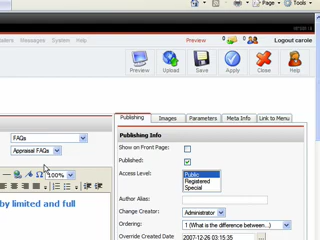 Page Tools
Messages System Help Preview 0 Logout carole
Preview Upload Save Apply Close Help
Publishing Images Parameters Meta Info Link to Menu
FAQs
Appraisal FAQs
100%
by limited and full
Publishing Info
Show on Front Page:
Published:
Access Level: Public
Registered
Special
Author Alias:
Change Creator: Administrator
Ordering: 1 (What is the difference between)
Override Created Date 2007-12-26 03:15:35